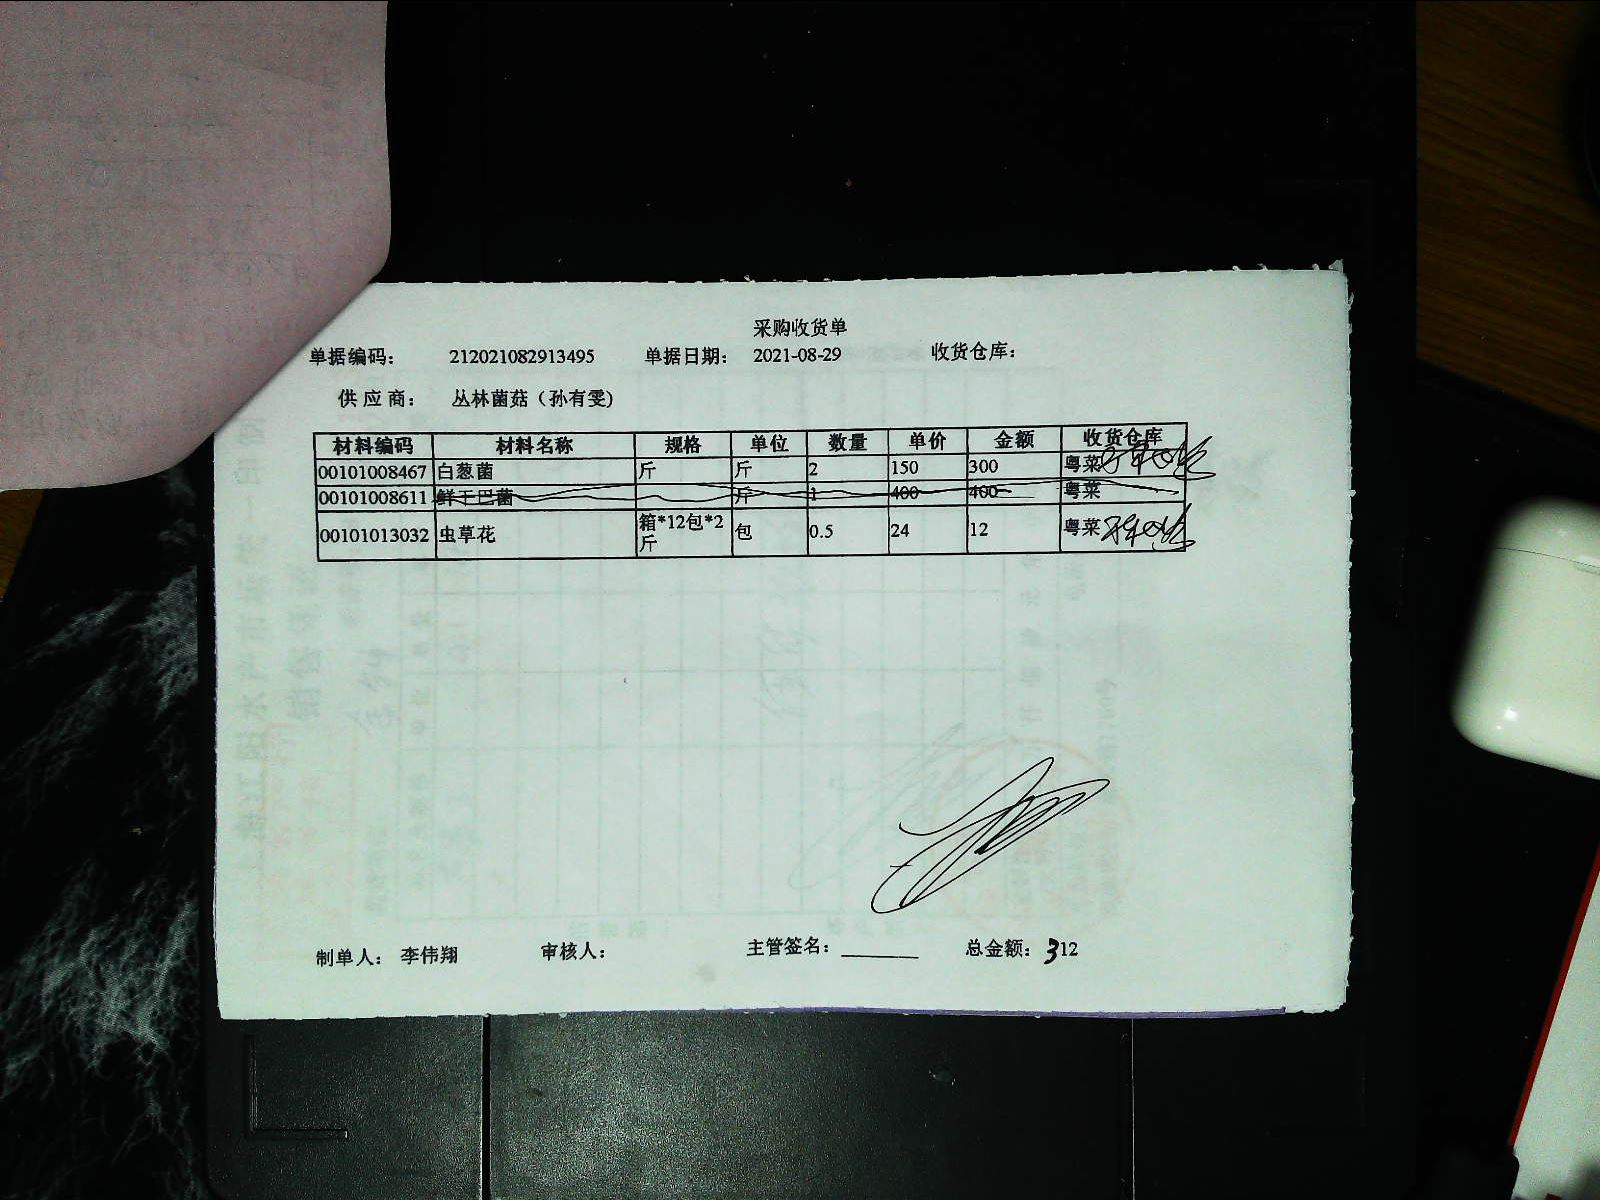 采购收货单
单据编码： 212021082913495 单据日期： 2021-08-29 收货仓库：
供应商： 丛林菌菇（孙有雯)
材料编码 材料名称 规格 单位 数量 单价 金额 收货仓库
00101008467 白葱菌 斤 斤 2 150 300 粤菜
00101008611 鲜干巴菌 斤 1 400 400 粤菜
00101013032 虫草花 箱*12包*2斤 包 0.5 24 12 粤菜
制单人： 李伟翔 审核人： 主管签名： 总金额： 312